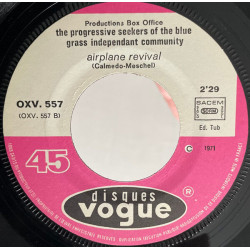 Productions Box Office
the progressive seekers of the blue
grass independant community
airplane revival
(Calmedo-Meschel)
OXV. 557
(OXV. 557 B)
2'29
SACEM
Ed. Tub
45
© 1971
disques
vogue ®